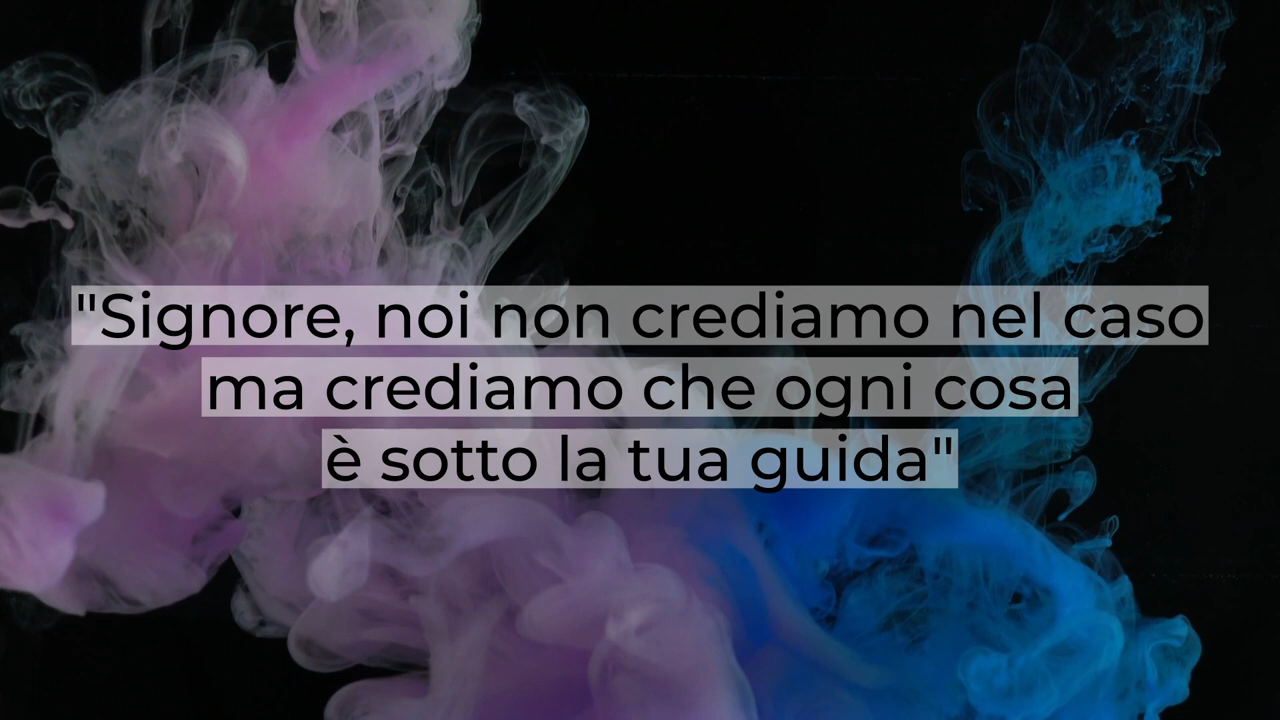 "Signore, noi non crediamo nel caso
ma crediamo che ogni cosa
è sotto la tua guida"